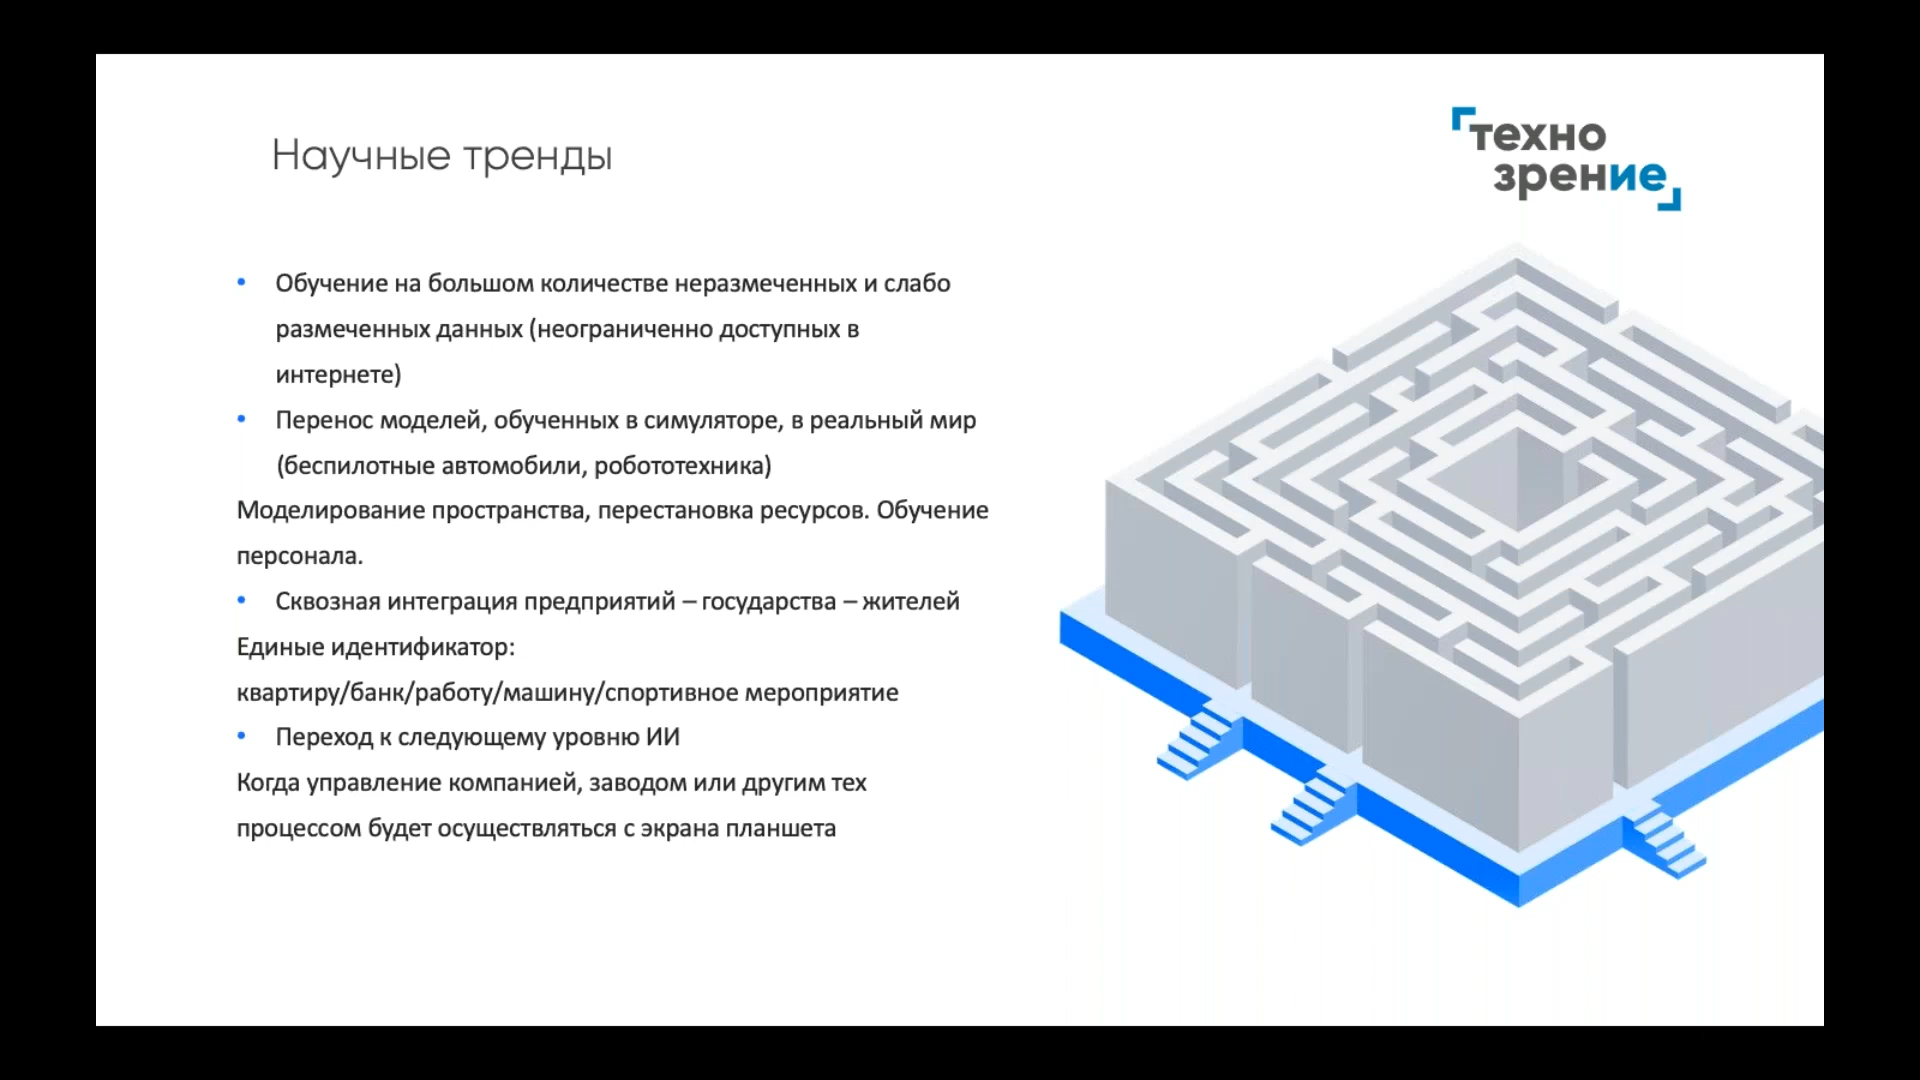 Научные тренды
техно
зрение
• Обучение на большом количестве неразмеченных и слабо
размеченных данных (неограниченно доступных в
интернете)
• Перенос моделей, обученных в симуляторе, в реальный мир
(беспилотные автомобили, робототехника)
Моделирование пространства, перестановка ресурсов. Обучение
персонала.
• Сквозная интеграция предприятий – государства – жителей
Единые идентификатор:
квартиру/банк/работу/машину/спортивное мероприятие
• Переход к следующему уровню ИИ
Когда управление компанией, заводом или другим тех
процессом будет осуществляться с экрана планшета